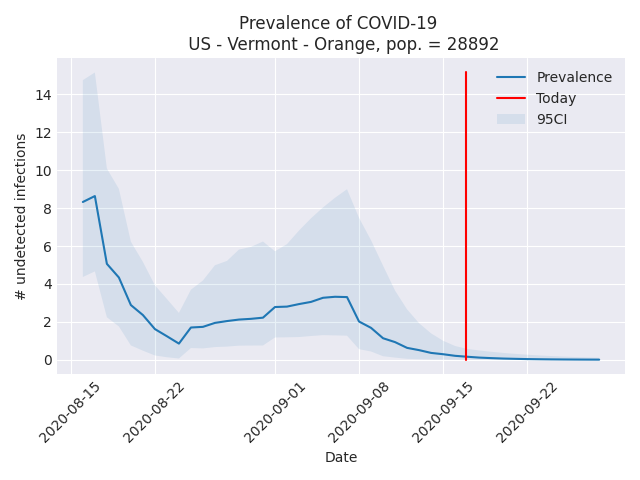 Prevalence of COVID-19
US - Vermont - Orange, pop. = 28892
Prevalence
Today
95CI
14
12
10
8
6
4
2
0
# undetected infections
2020-08-15
2020-08-22
2020-09-01
2020-09-08
2020-09-15
2020-09-22
Date